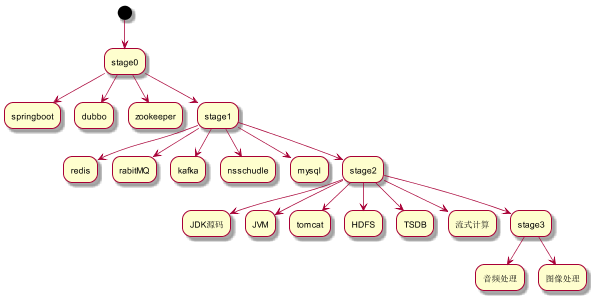 stage0
springboot
dubbo
zookeeper
stage1
redis
rabitMQ
kafka
nsschudle
mysql
stage2
JDK源码
JVM
tomcat
HDFS
TSDB
流式计算
stage3
音频处理
图像处理